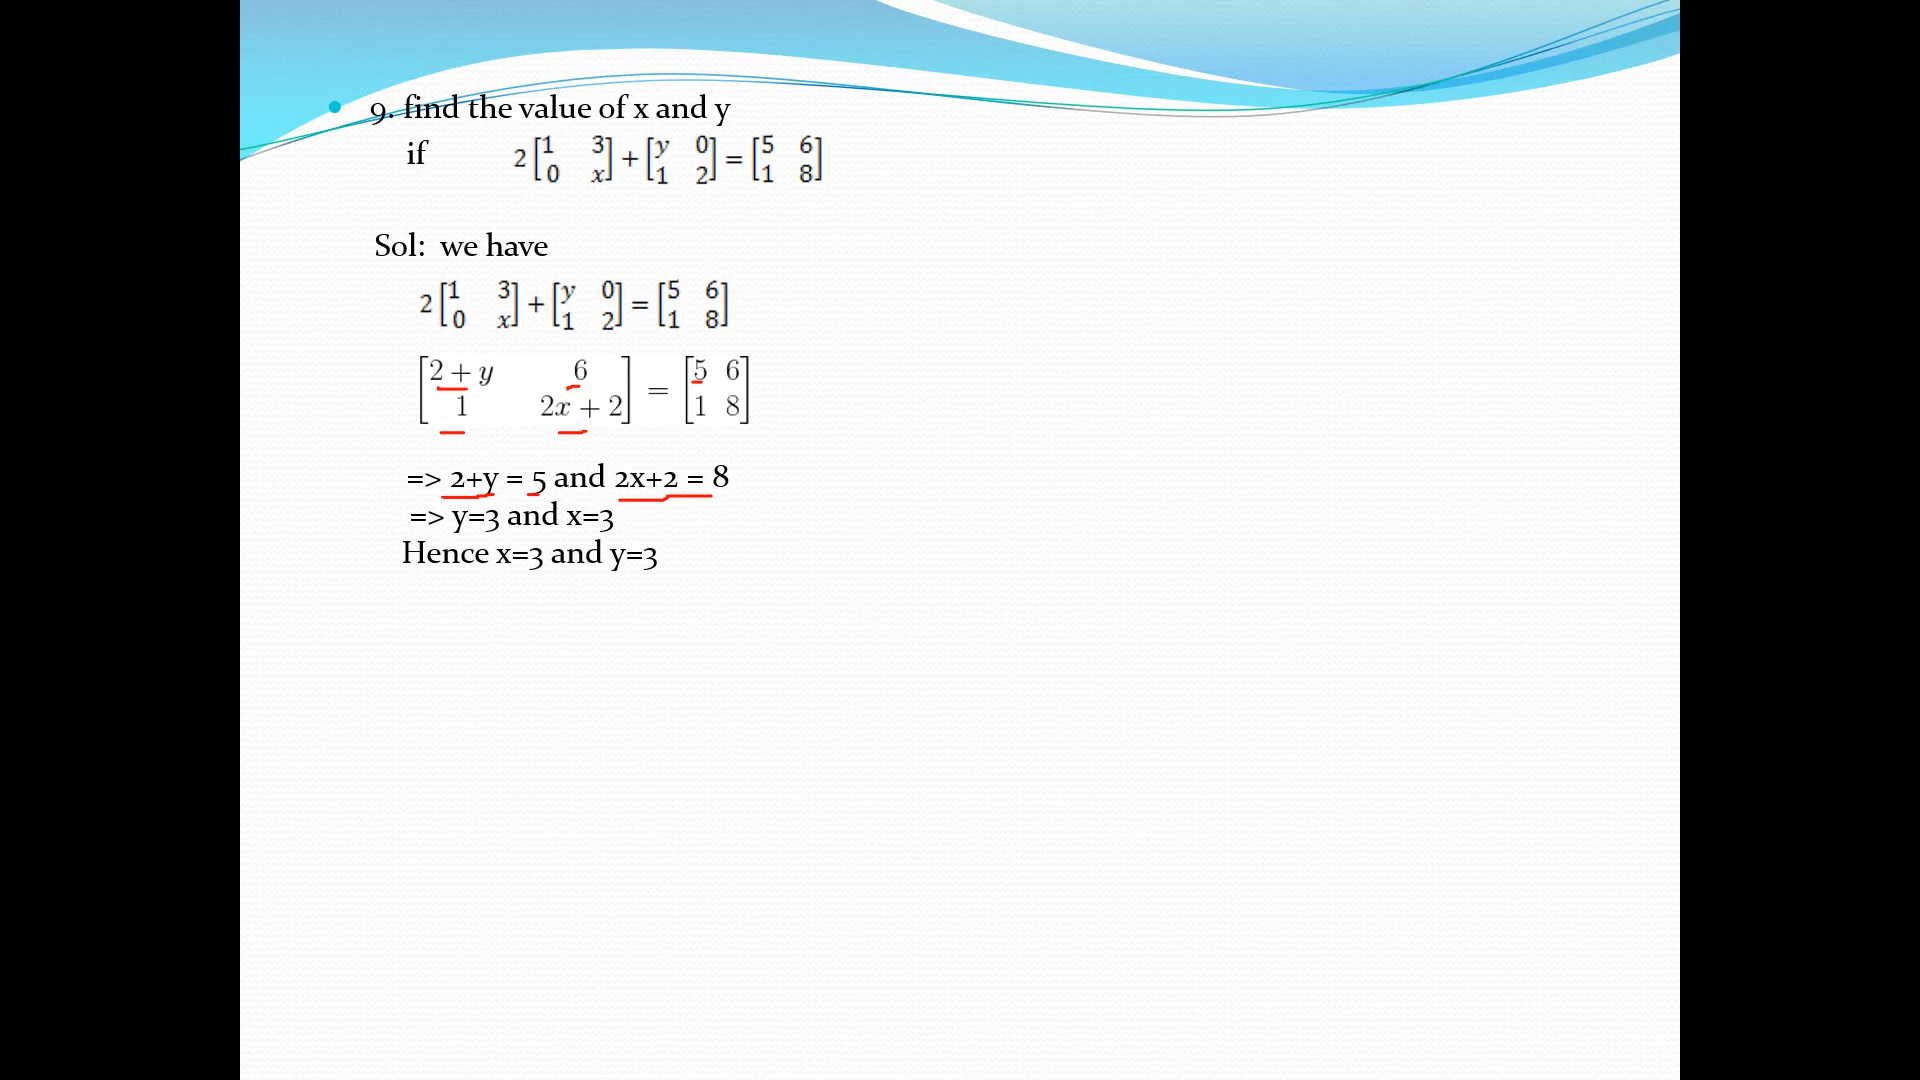 • 9. find the value of x and y
if 2 [1 3; 0 x] + [y 0; 1 2] = [5 6; 1 8]
Sol: we have
2 [1 3; 0 x] + [y 0; 1 2] = [5 6; 1 8]
[2 + y 6; 1 2x + 2] = [5 6; 1 8]
=> 2+y = 5 and 2x+2 = 8
=> y=3 and x=3
Hence x=3 and y=3